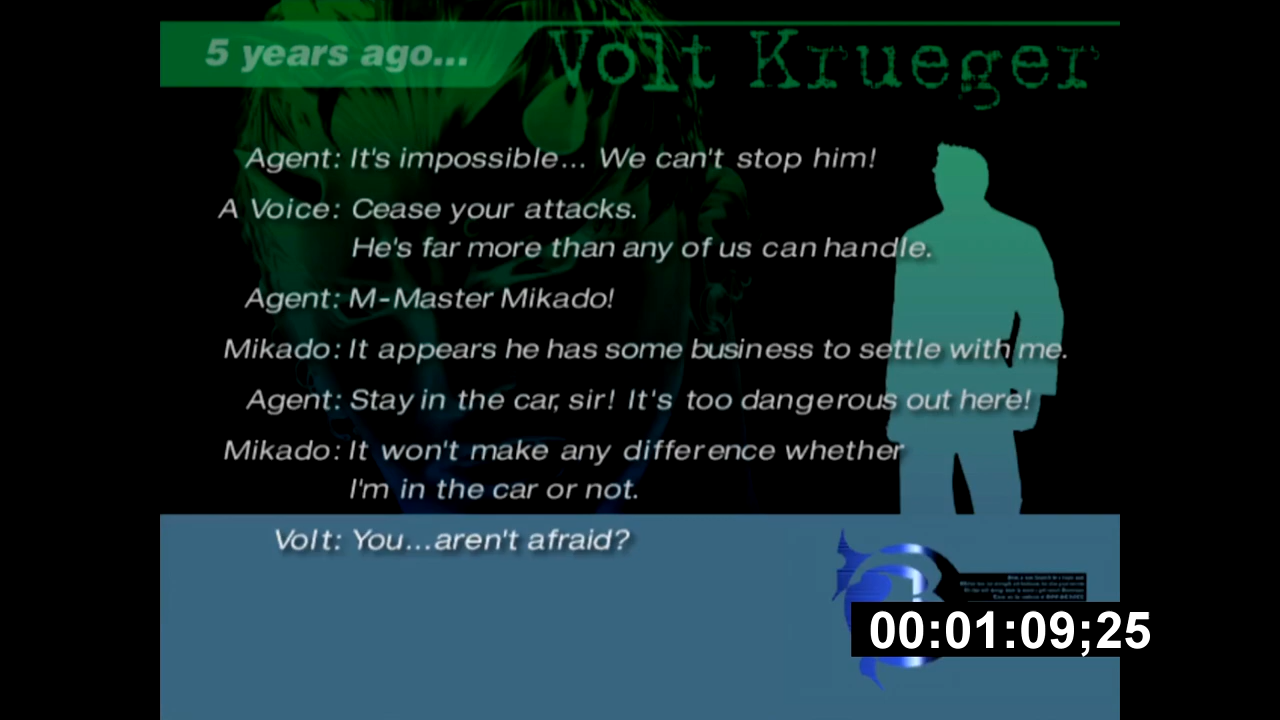 5 years ago...
Volt Krueger
Agent: It's impossible... We can't stop him!
A Voice: Cease your attacks.
He's far more than any of us can handle.
Agent: M-Master Mikado!
Mikado: It appears he has some business to settle with me.
Agent: Stay in the car, sir! It's too dangerous out here!
Mikado: It won't make any difference whether
I'm in the car or not.
Volt: You...aren't afraid?
00:01:09;25